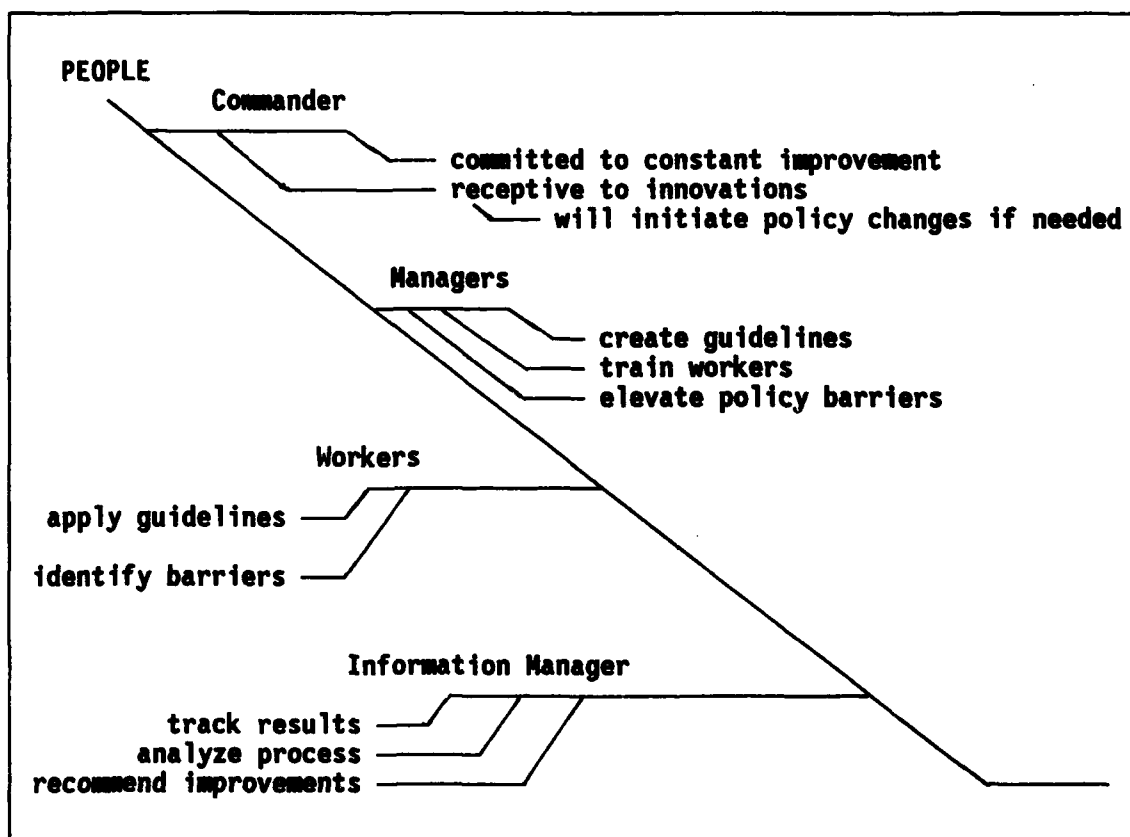 PEOPLE
Commander
committed to constant improvement
receptive to innovations
will initiate policy changes if needed
Managers
create guidelines
train workers
elevate policy barriers
Workers
apply guidelines
identify barriers
Information Manager
track results
analyze process
recommend improvements